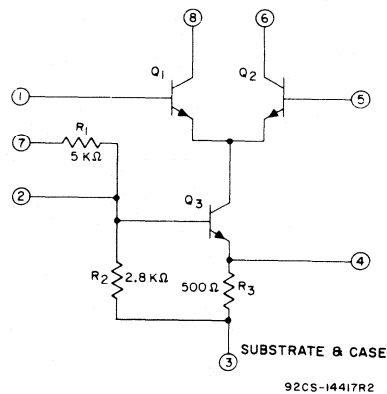 8
6
Q1
Q2
1
5
7
R1
5 KΩ
2
Q3
4
R2
2.8 KΩ
500Ω
R3
SUBSTRATE & CASE
3
92CS-14417R2